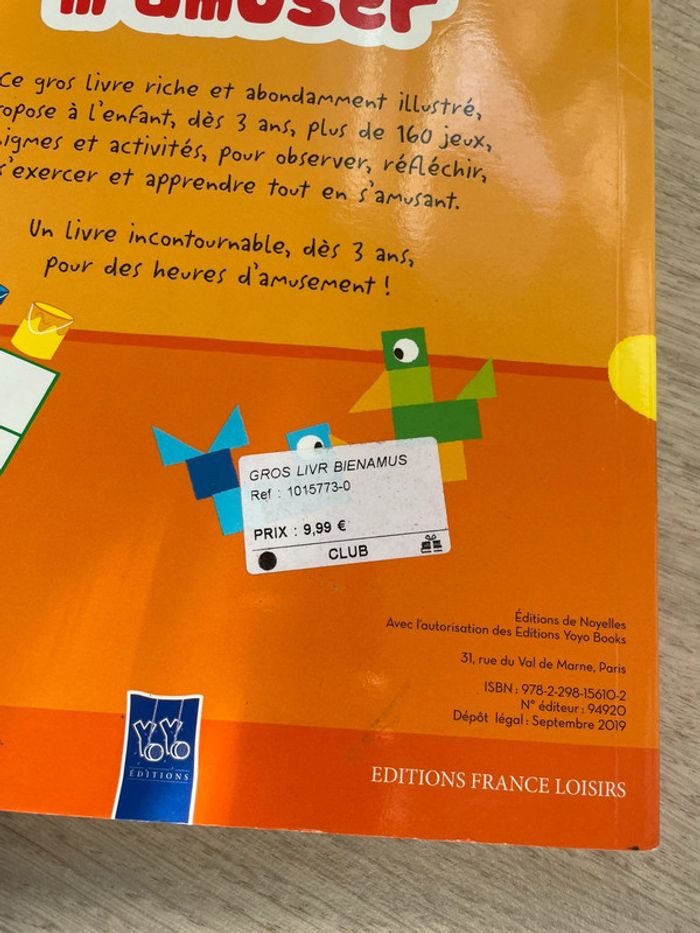 m'amuser
Ce gros livre riche et abondamment illustré,
propose à l'enfant, dès 3 ans, plus de 160 jeux,
igmes et activités, pour observer, réfléchir,
s'exercer et apprendre tout en s'amusant.
Un livre incontournable, dès 3 ans,
pour des heures d'amusement !
GROS LIVR BIENAMUS
Ref : 1015773-0
PRIX : 9,99 €
CLUB
Éditions de Noyelles
Avec l'autorisation des Editions Yoyo Books
31, rue du Val de Marne, Paris
ISBN : 978-2-298-15610-2
N° éditeur : 94920
Dépôt légal : Septembre 2019
YoYo
ÉDITIONS
EDITIONS FRANCE LOISIRS